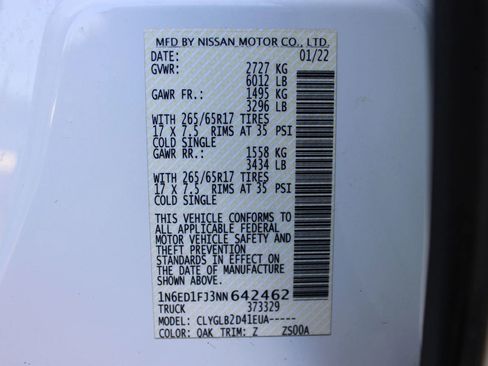 MFD BY NISSAN MOTOR CO., LTD.
DATE: 01/22
GVWR: 2727 KG
6012 LB
GAWR FR.: 1495 KG
3296 LB
WITH 265/65R17 TIRES
17 X 7.5 RIMS AT 35 PSI
COLD SINGLE
GAWR RR.: 1558 KG
3434 LB
WITH 265/65R17 TIRES
17 X 7.5 RIMS AT 35 PSI
COLD SINGLE
THIS VEHICLE CONFORMS TO
ALL APPLICABLE FEDERAL
MOTOR VEHICLE SAFETY AND
THEFT PREVENTION
STANDARDS IN EFFECT ON
THE DATE OF MANUFACTURE
SHOWN ABOVE.
1N6ED1FJ3NN642462
TRUCK 373329
MODEL: CLYGLB2D41EUA-----
COLOR: OAK TRIM: Z ZS00A